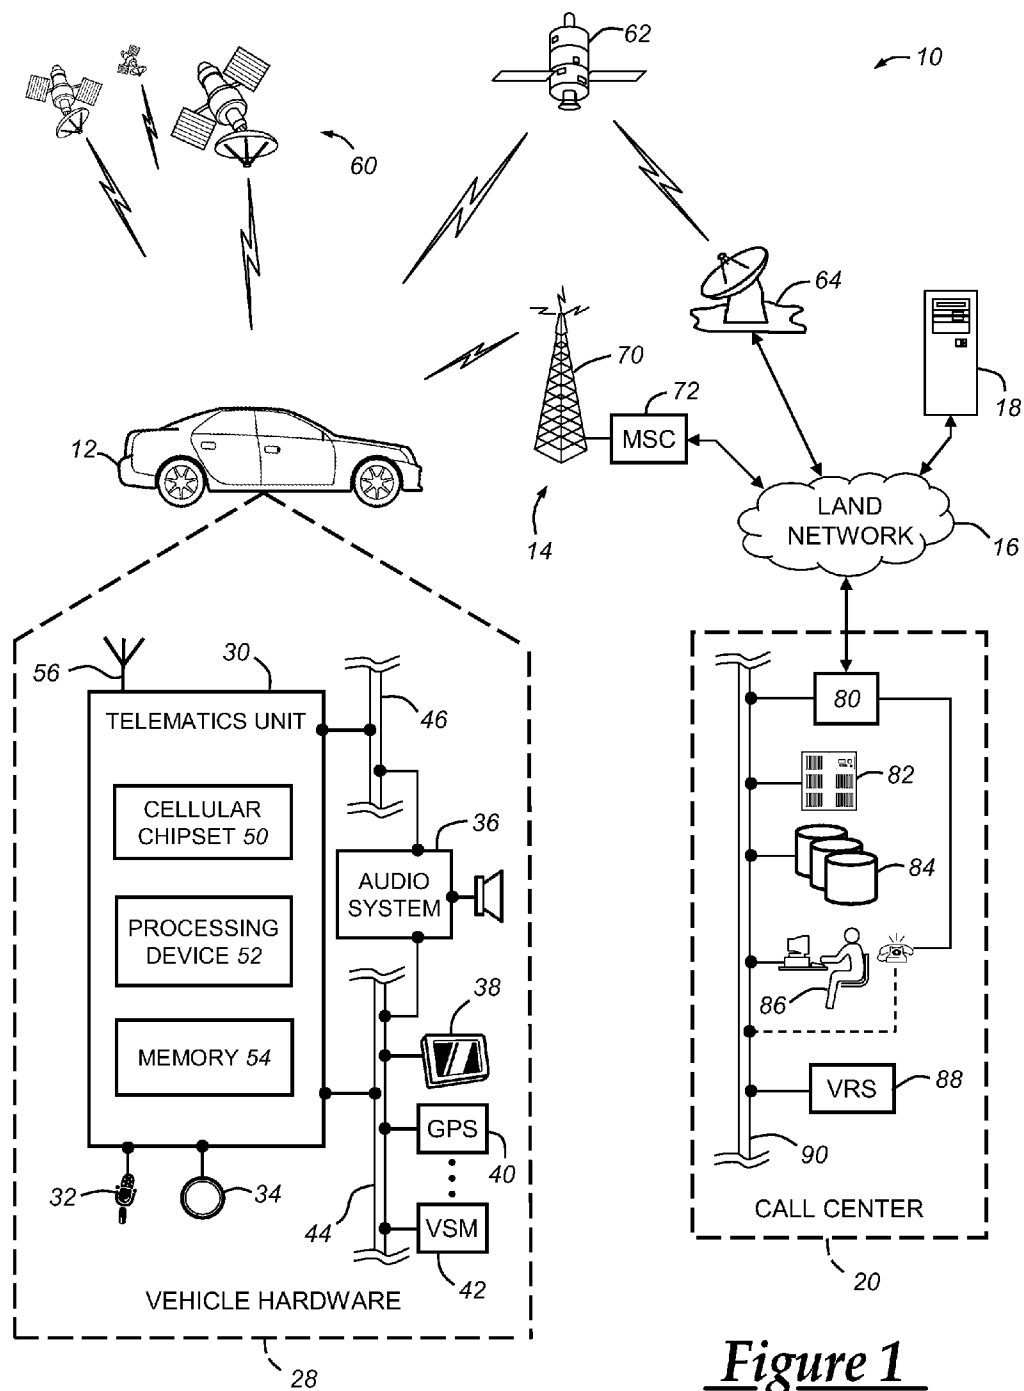 62
10
60
64
70
18
72
MSC
12
LAND
NETWORK
16
14
56
30
TELEMATICS UNIT
46
CELLULAR
CHIPSET 50
36
AUDIO
SYSTEM
PROCESSING
DEVICE 52
38
MEMORY 54
GPS
40
32
34
44
VSM
42
VEHICLE HARDWARE
28
80
82
84
86
VRS
88
90
CALL CENTER
20
Figure 1